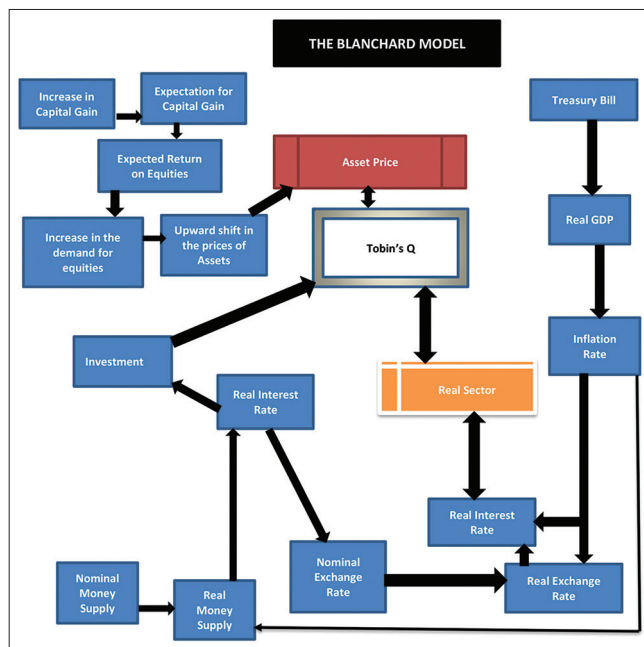 THE BLANCHARD MODEL
Increase in
Capital Gain
Expectation for
Capital Gain
Treasury Bill
Expected Return
on Equities
Asset Price
Increase in the
demand for
equities
Upward shift in
the prices of
Assets
Real GDP
Tobin's Q
Investment
Inflation
Rate
Real Interest
Rate
Real Sector
Real Interest
Rate
Nominal
Exchange
Rate
Real Exchange
Rate
Nominal
Money
Supply
Real
Money
Supply